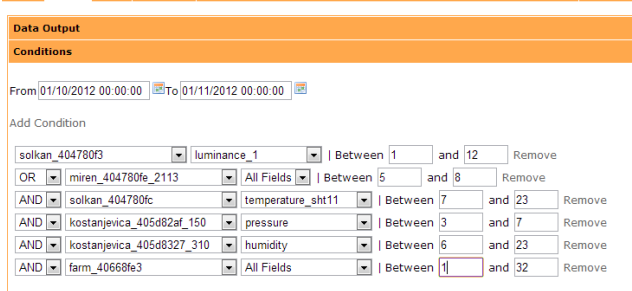 Data Output
Conditions
From 01/10/2012 00:00:00 To 01/11/2012 00:00:00
Add Condition
solkan_404780f3 luminance_1 | Between 1 and 12 Remove
OR miren_404780fe_2113 All Fields | Between 5 and 8 Remove
AND solkan_404780fc temperature_sht11 | Between 7 and 23 Remove
AND kostanjevica_405d82af_150 pressure | Between 3 and 7 Remove
AND kostanjevica_405d8327_310 humidity | Between 6 and 23 Remove
AND farm_40668fe3 All Fields | Between 1 and 32 Remove